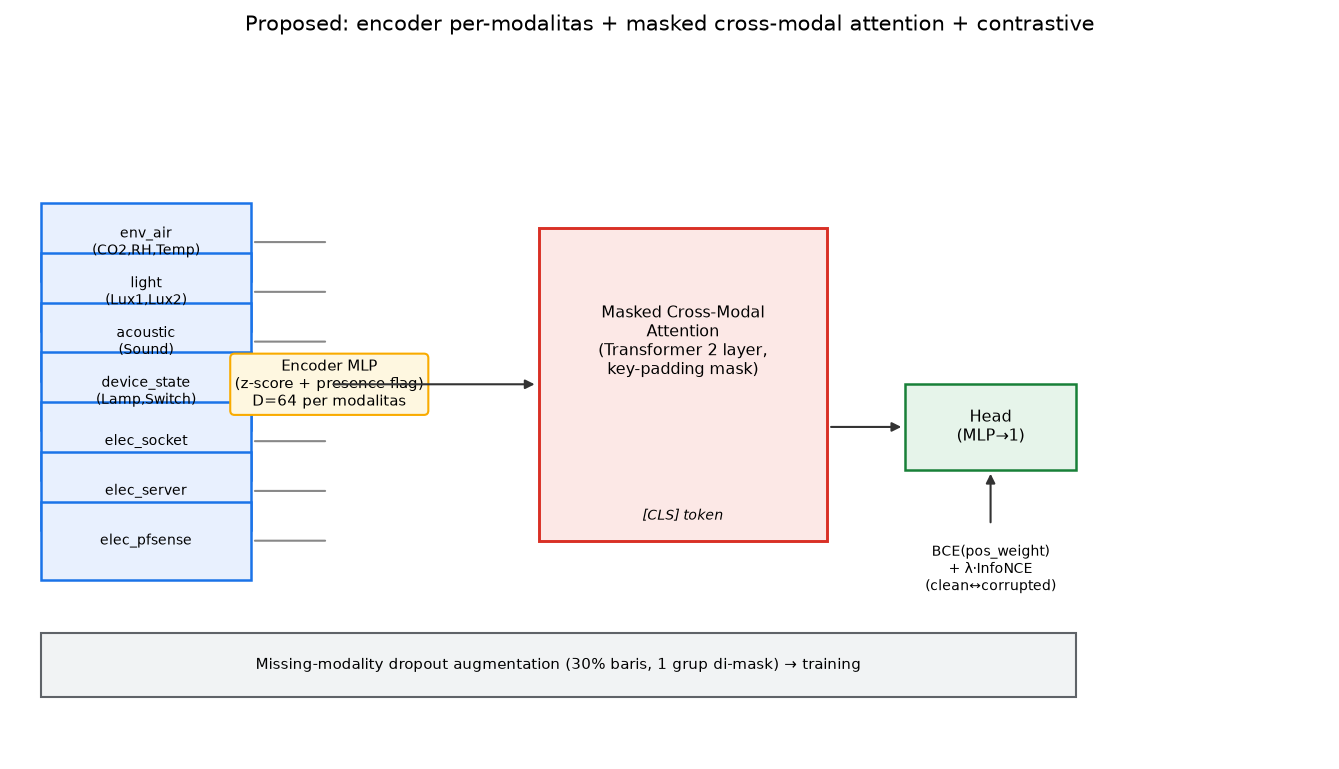 Proposed: encoder per-modalitas + masked cross-modal attention + contrastive
env_air
(CO2,RH,Temp)
light
(Lux1,Lux2)
acoustic
(Sound)
device_state
(Lamp,Switch)
elec_socket
elec_server
elec_pfsense
Encoder MLP
(z-score + presence flag)
D=64 per modalitas
Masked Cross-Modal
Attention
(Transformer 2 layer,
key-padding mask)
[CLS] token
Head
(MLP→1)
BCE(pos_weight)
+ λ·InfoNCE
(clean↔corrupted)
Missing-modality dropout augmentation (30% baris, 1 grup di-mask) → training